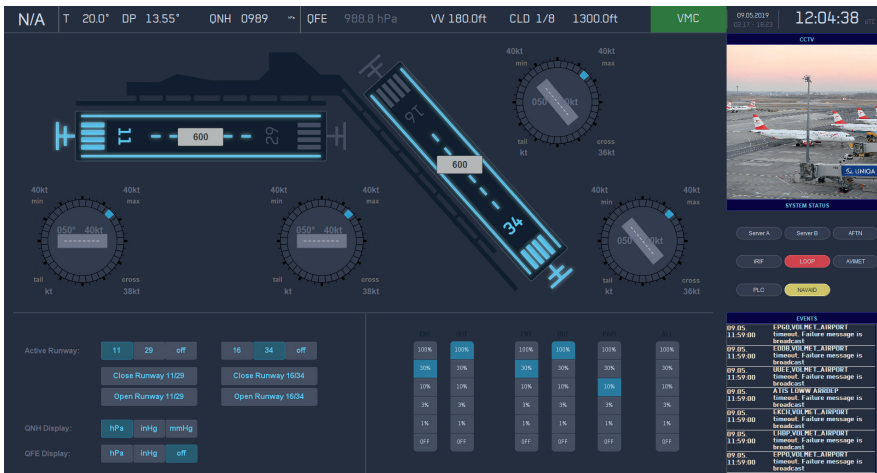 N/A T 20.0° DP 13.55° QNH 0989 hPa QFE 988.8 hPa VV 180.0ft CLD 1/8 1300.0ft VMC
09.05.2019 12:04:38 UTC
CCTV
40kt 40kt
min max
050° 40kt
tail cross
kt 36kt
11 29
600
16 34
600
40kt 40kt
min max
050° 40kt
tail cross
kt 38kt
40kt 40kt
min max
050° 40kt
tail cross
kt 38kt
40kt 40kt
min max
050 kt
tail cross
kt 36kt
UNIQA
SYSTEM STATUS
Server A Server B AFTN
IRIF LOOP AVIMET
PLC NAVAID
EVENTS
09.05. EPGD,VOLMET_AIRPORT
11:59:00 timeout. Failure message is
broadcast
09.05. EDDB,VOLMET_AIRPORT
11:59:00 timeout. Failure message is
broadcast
09.05. UUEE,VOLMET_AIRPORT
11:59:00 timeout. Failure message is
broadcast
09.05. ATIS LOWW ARRDEP
11:59:00 timeout. Failure message is
broadcast
09.05. EKCH,VOLMET_AIRPORT
11:59:00 timeout. Failure message is
broadcast
09.05. LHBP,VOLMET_AIRPORT
11:59:00 timeout. Failure message is
broadcast
09.05. EPPO,VOLMET_AIRPORT
11:59:00 timeout. Failure message is
broadcast
Active Runway: 11 29 off 16 34 off
Close Runway 11/29 Close Runway 16/34
Open Runway 11/29 Open Runway 16/34
QNH Display: hPa inHg mmHg
QFE Display: hPa inHg off
100% 100% 100% 100% 100% 100%
30% 30% 30% 30% 30% 30%
10% 10% 10% 10% 10% 10%
3% 3% 3% 3% 3% 3%
1% 1% 1% 1% 1% 1%
OFF OFF OFF OFF OFF OFF